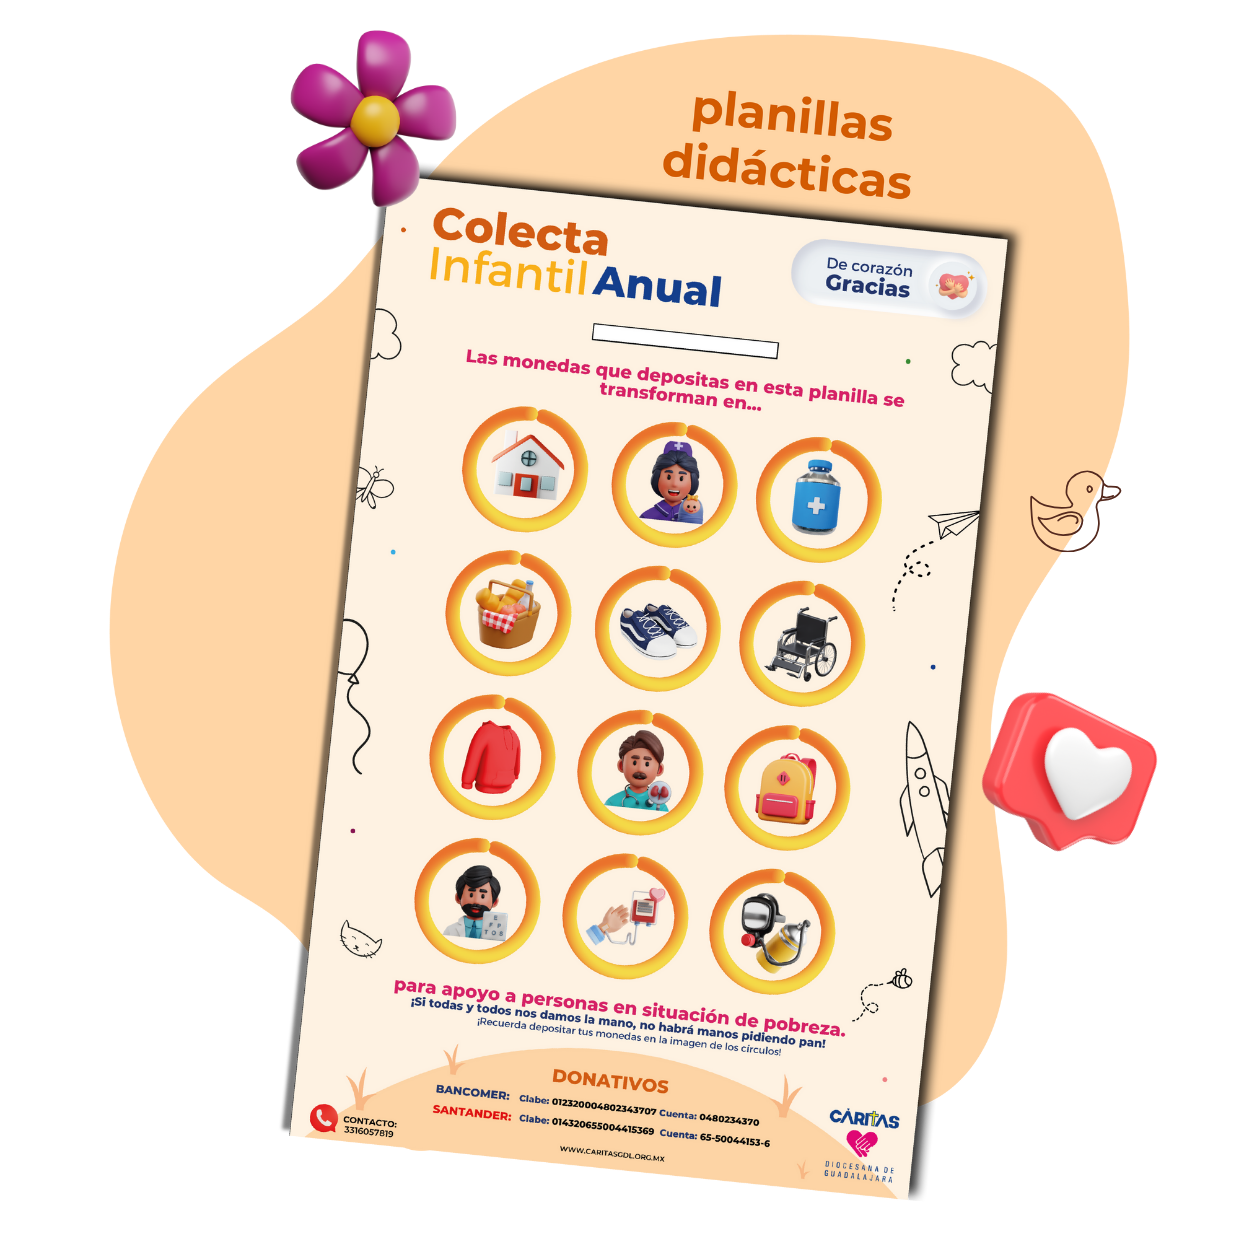 planillas
didácticas
Colecta
Infantil Anual
De corazón
Gracias
Las monedas que depositas en esta planilla se
transforman en...
E
F P
T O B
para apoyo a personas en situación de pobreza.
¡Si todas y todos nos damos la mano, no habrá manos pidiendo pan!
¡Recuerda depositar tus monedas en la imagen de los círculos!
DONATIVOS
BANCOMER: Clabe: 012320004802343707 Cuenta: 0480234370
SANTANDER: Clabe: 014320655004415369 Cuenta: 65-50044153-6
CONTACTO:
3316057819
WWW.CARITASGDL.ORG.MX
CÁRITAS
DIOCESANA DE
GUADALAJARA